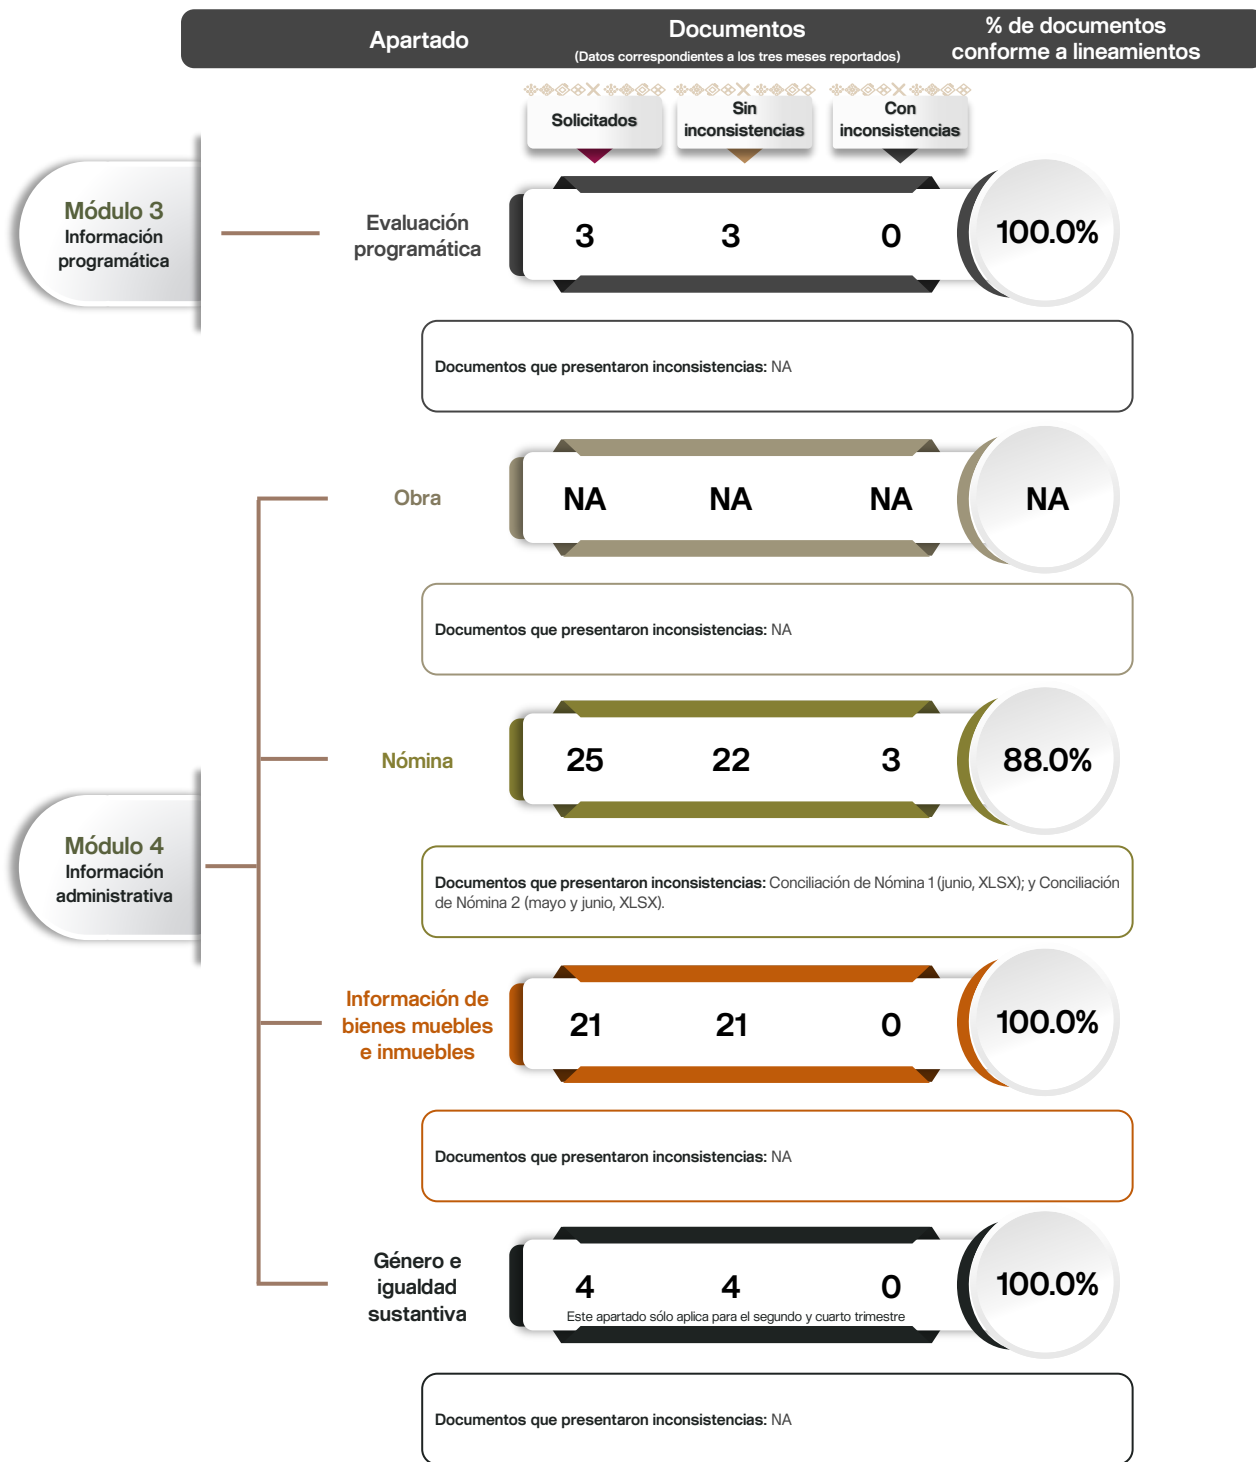 Apartado
Documentos
(Datos correspondientes a los tres meses reportados)
% de documentos
conforme a lineamientos
Solicitados
Sin
inconsistencias
Con
inconsistencias
Módulo 3
Información
programática
Evaluación
programática
3
3
0
100.0%
Documentos que presentaron inconsistencias: NA
Obra
NA
NA
NA
NA
Documentos que presentaron inconsistencias: NA
Nómina
25
22
3
88.0%
Módulo 4
Información
administrativa
Documentos que presentaron inconsistencias: Conciliación de Nómina 1 (junio, XLSX); y Conciliación
de Nómina 2 (mayo y junio, XLSX).
Información de
bienes muebles
e inmuebles
21
21
0
100.0%
Documentos que presentaron inconsistencias: NA
Género e
igualdad
sustantiva
4
4
0
100.0%
Este apartado sólo aplica para el segundo y cuarto trimestre
Documentos que presentaron inconsistencias: NA